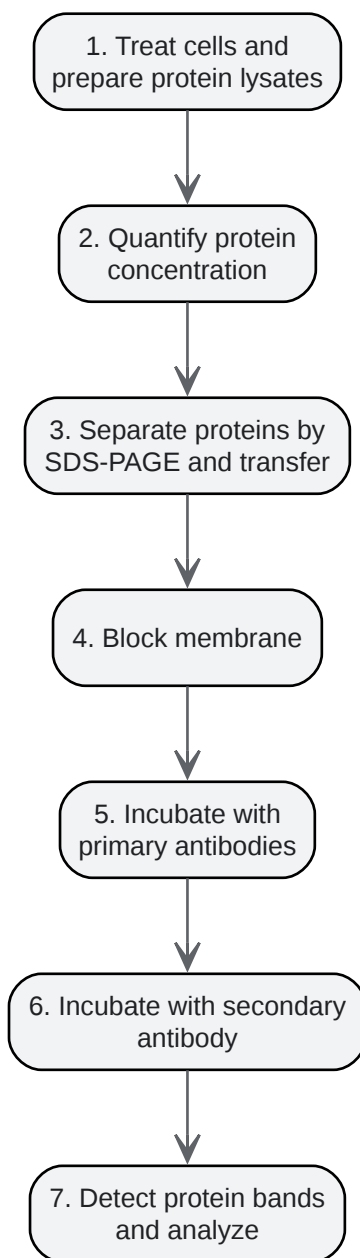 1. Treat cells and
prepare protein lysates
2. Quantify protein
concentration
3. Separate proteins by
SDS-PAGE and transfer
4. Block membrane
5. Incubate with
primary antibodies
6. Incubate with secondary
antibody
7. Detect protein bands
and analyze